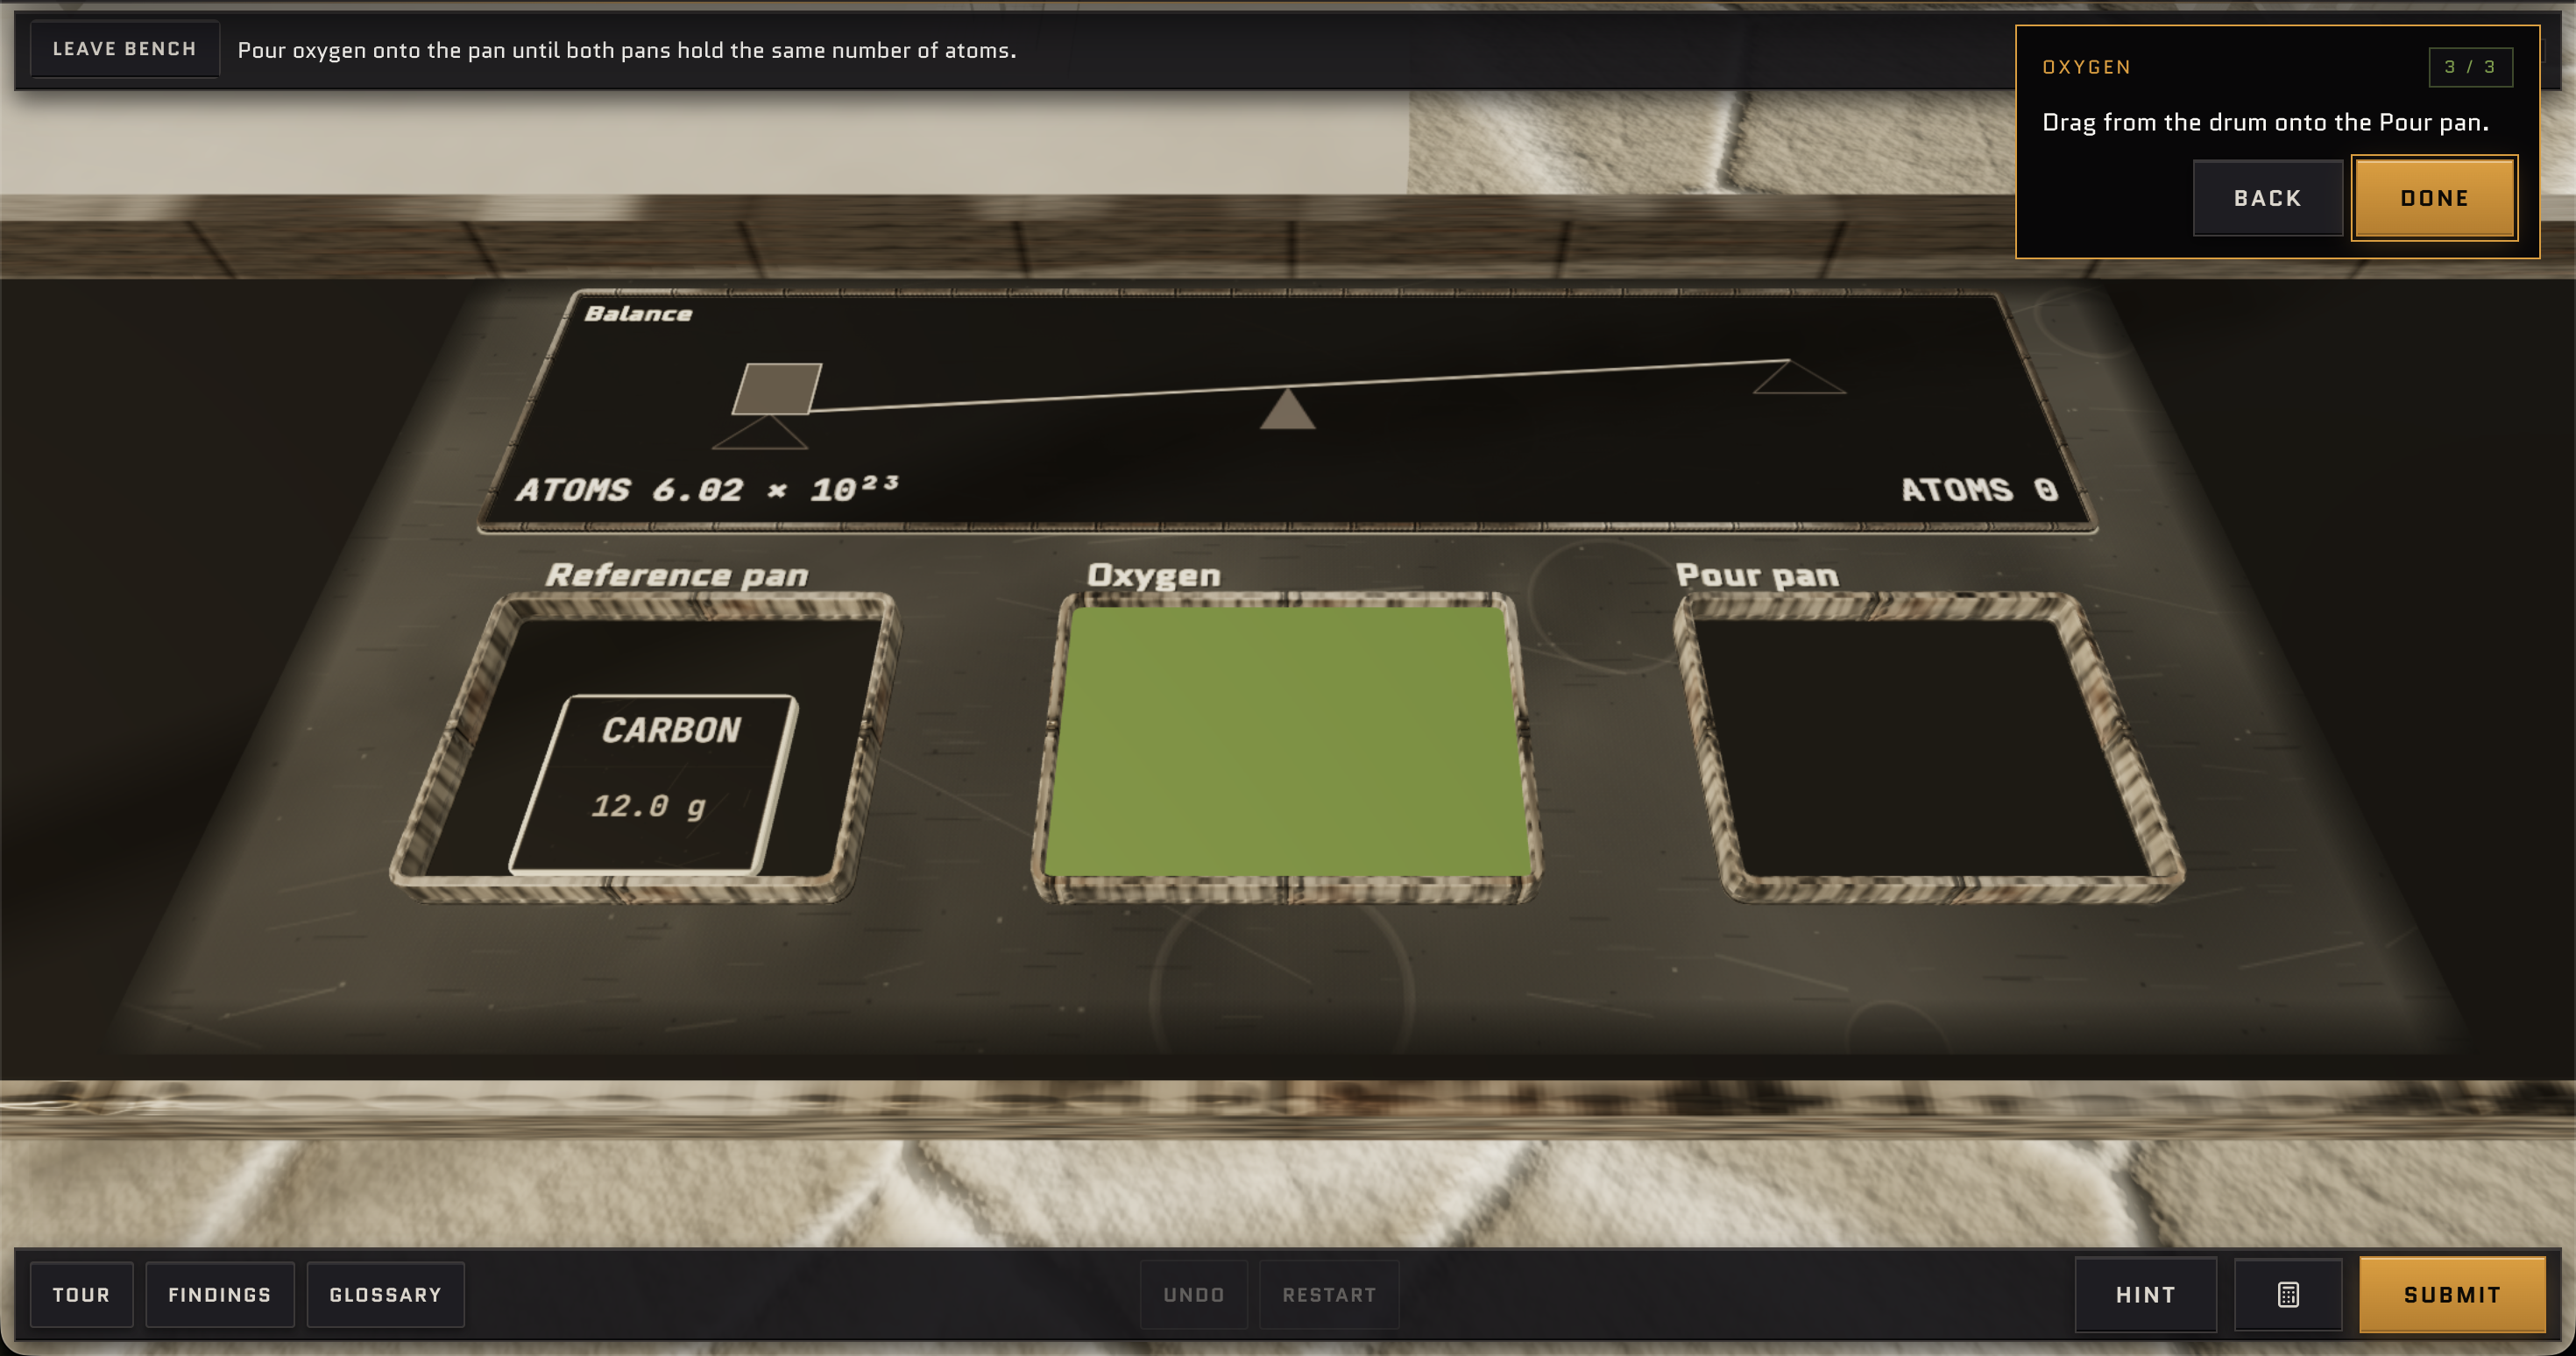 LEAVE BENCH
Pour oxygen onto the pan until both pans hold the same number of atoms.
OXYGEN
3 / 3
Drag from the drum onto the Pour pan.
BACK
DONE
Balance
ATOMS 6.02 × 10²³
ATOMS 0
Reference pan
Oxygen
Pour pan
CARBON
12.0 g
TOUR
FINDINGS
GLOSSARY
UNDO
RESTART
HINT
SUBMIT